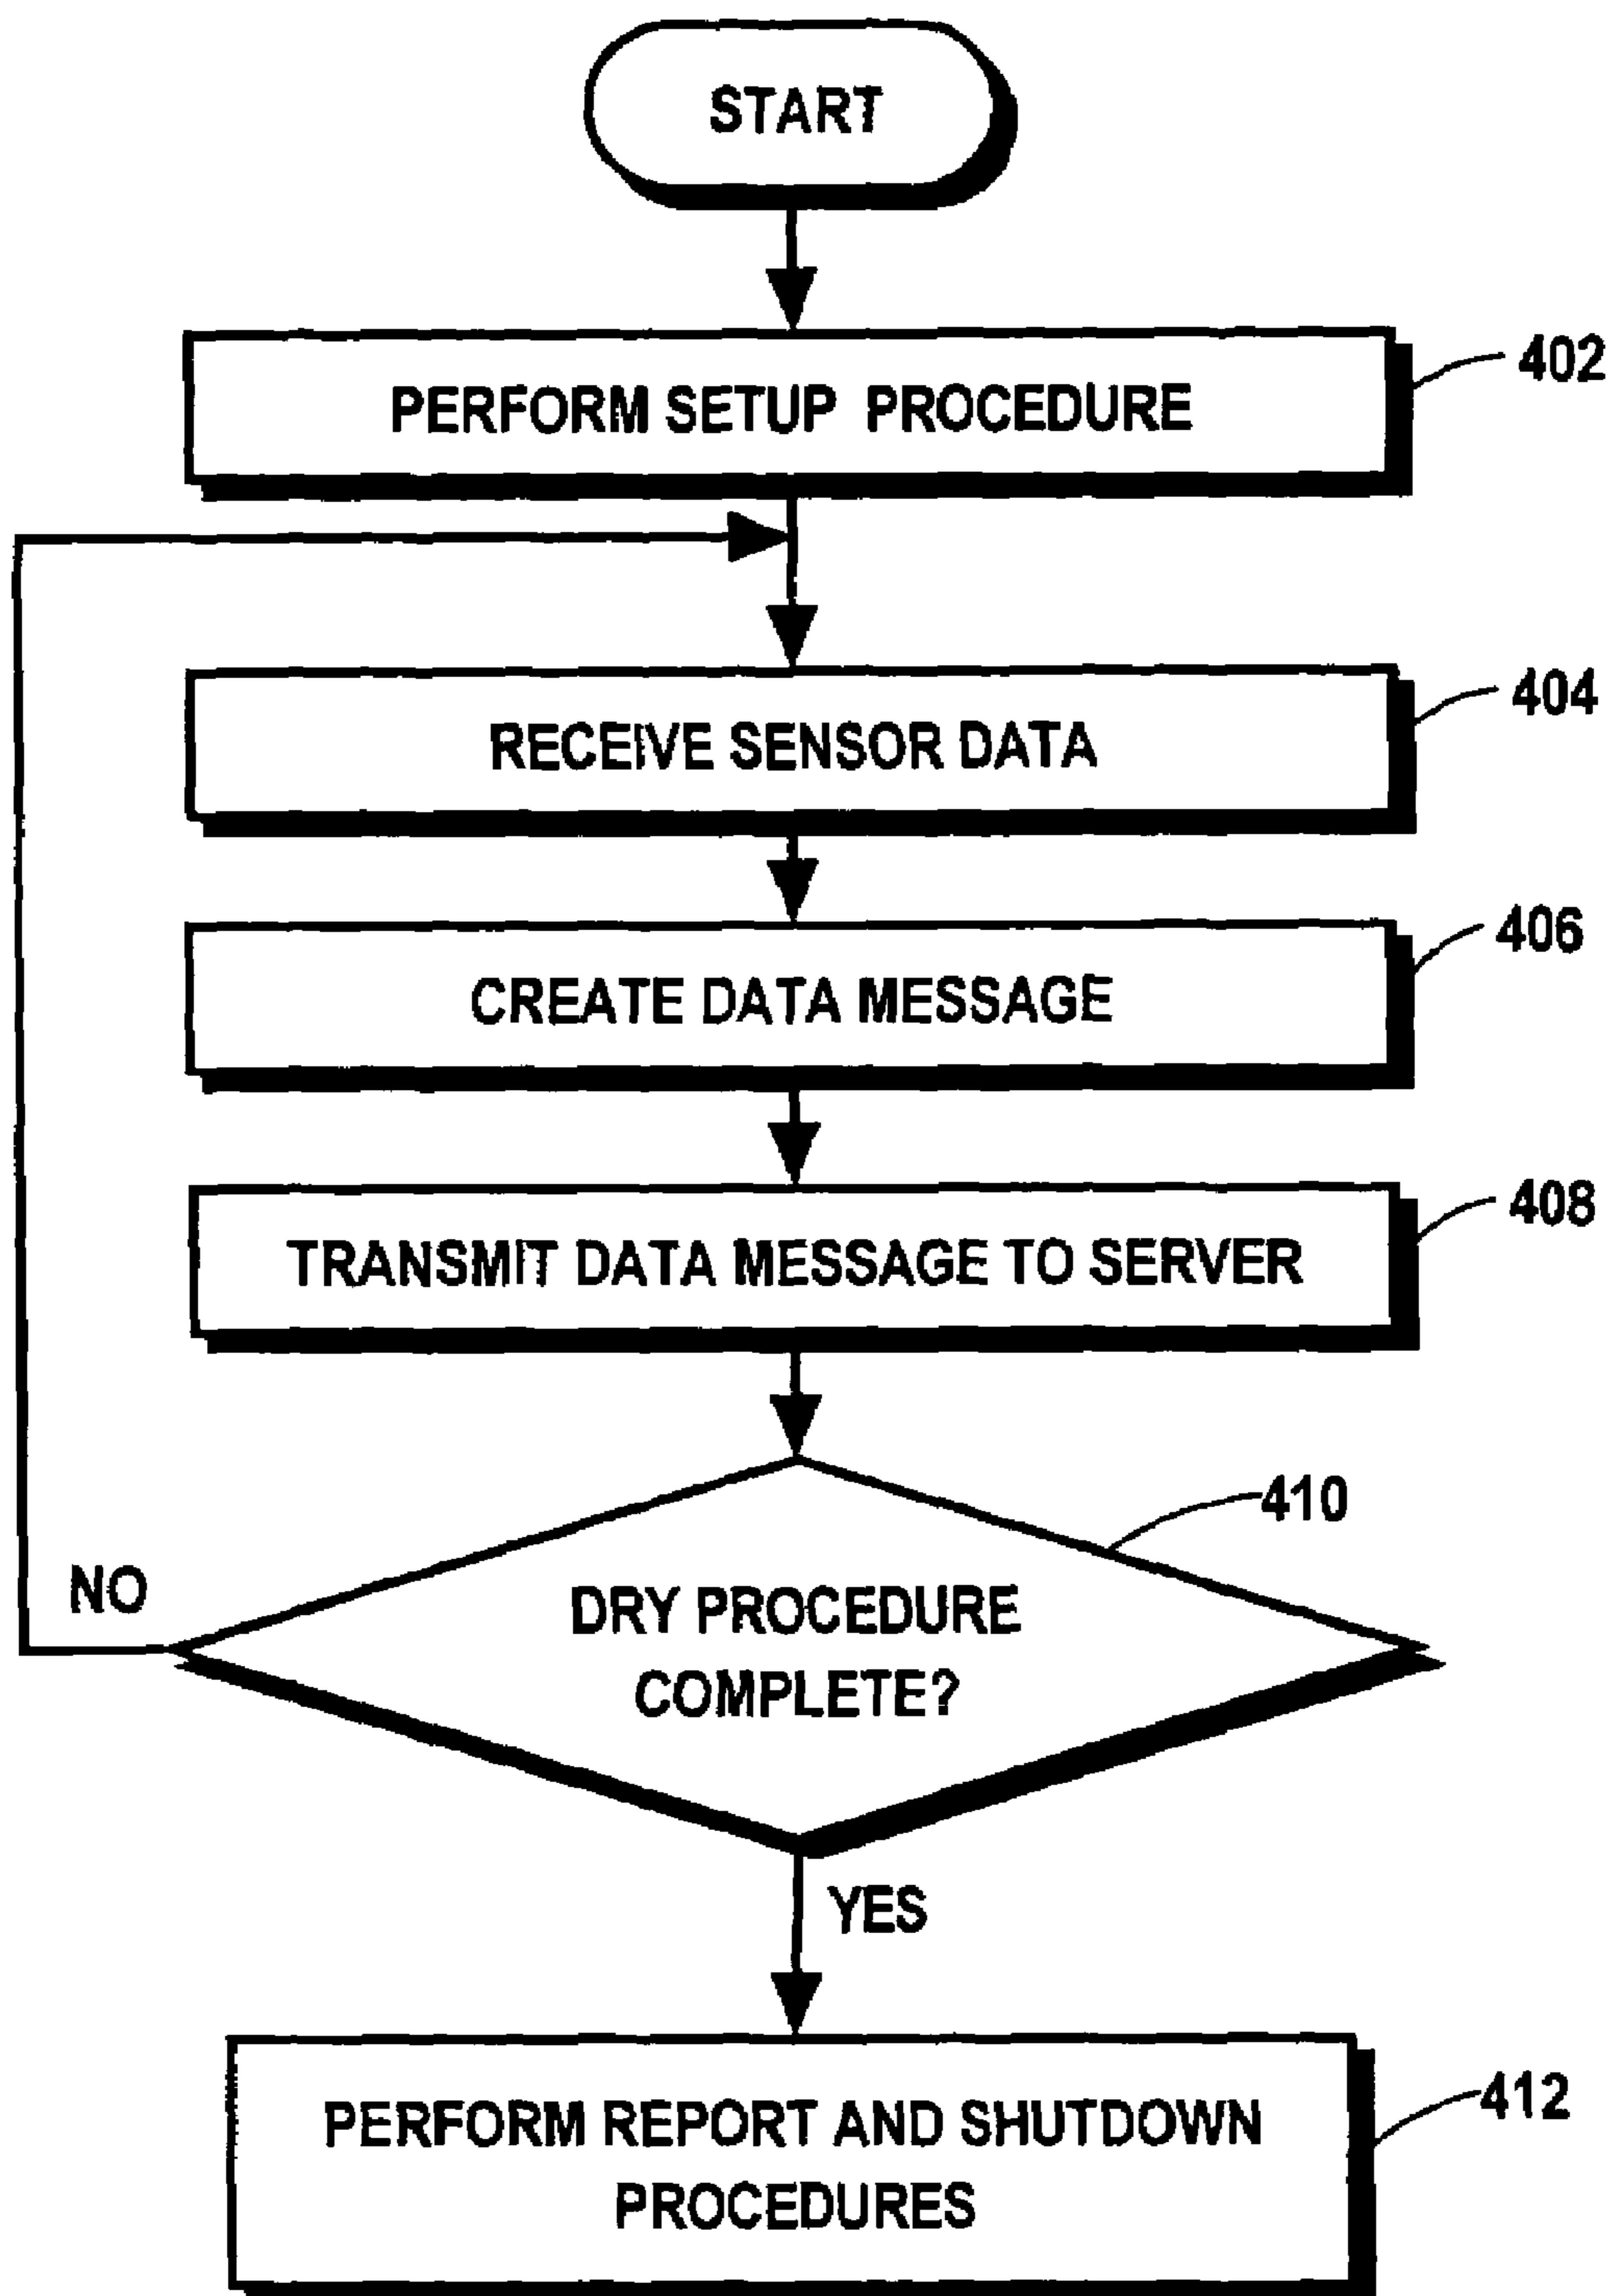 START
PERFORM SETUP PROCEDURE
402
RECEIVE SENSOR DATA
404
CREATE DATA MESSAGE
406
TRANSMIT DATA MESSAGE TO SERVER
408
410
DRY PROCEDURE
COMPLETE?
NO
YES
PERFORM REPORT AND SHUTDOWN
PROCEDURES
412